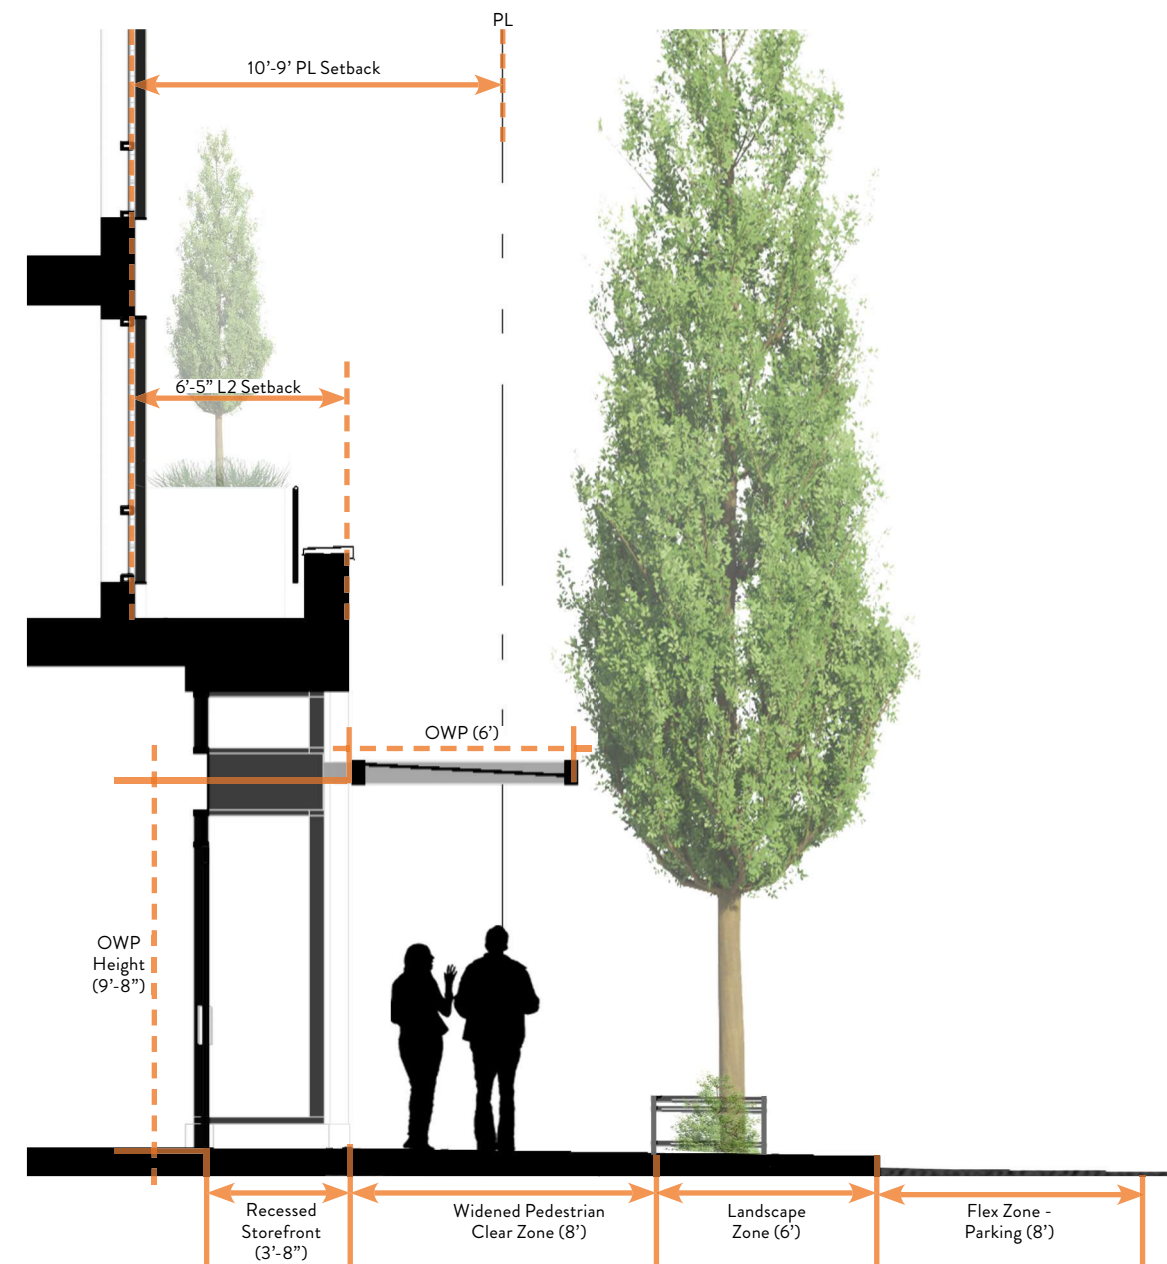 PL
10’-9’ PL Setback
6’-5” L2 Setback
OWP (6’)
OWP
Height
(9’-8”)
Recessed
Storefront
(3’-8”)
Widened Pedestrian
Clear Zone (8’)
Landscape
Zone (6’)
Flex Zone -
Parking (8’)